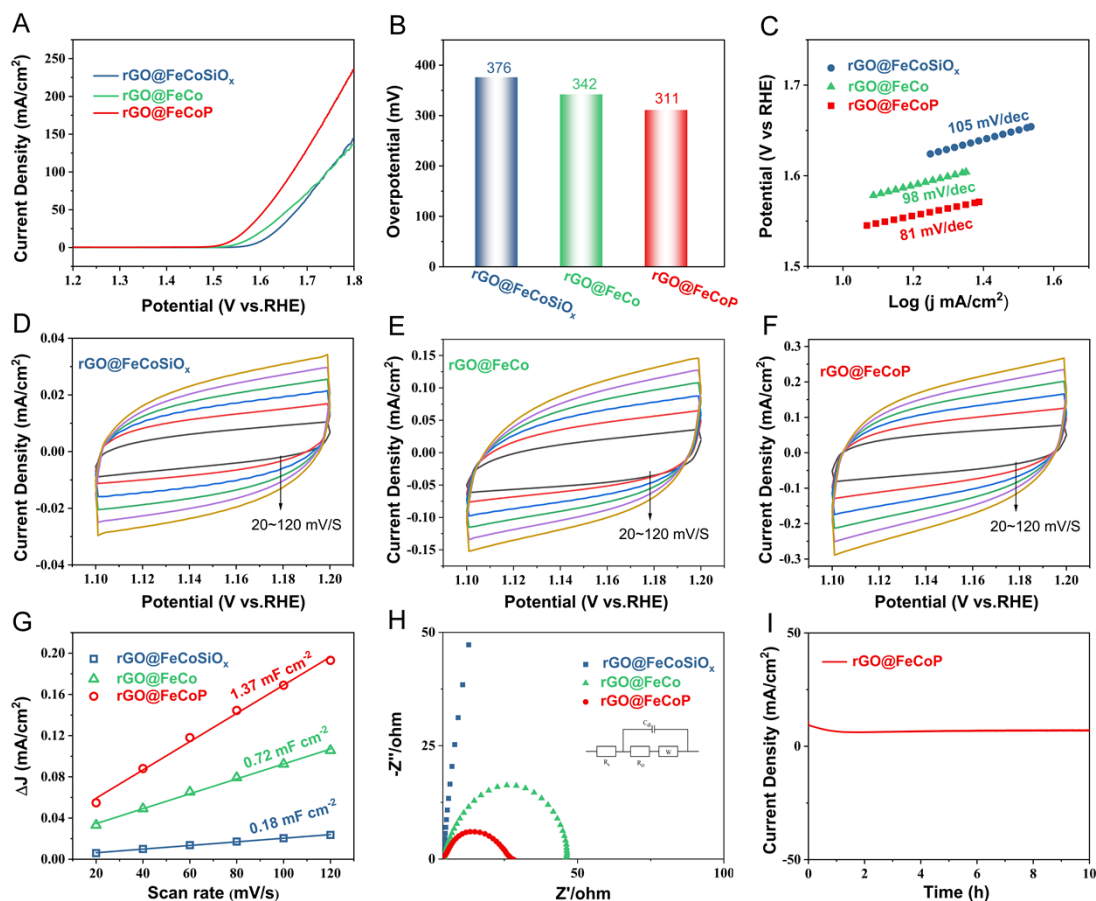 A
Current Density (mA/cm²)
250
225
200
175
150
125
100
75
50
25
0
rGO@FeCoSiOₓ
rGO@FeCo
rGO@FeCoP
1.2 1.3 1.4 1.5 1.6 1.7 1.8
Potential (V vs.RHE)
B
Overpotential (mV)
400
300
200
100
0
376
342
311
rGO@FeCoSiOₓ
rGO@FeCo
rGO@FeCoP
C
Potential (V vs RHE)
1.7
1.6
1.5
rGO@FeCoSiOₓ
rGO@FeCo
rGO@FeCoP
105 mV/dec
98 mV/dec
81 mV/dec
1.0 1.2 1.4 1.6
Log (j mA/cm²)
D
Current Density (mA/cm²)
0.04
0.02
0.00
-0.02
-0.04
rGO@FeCoSiOₓ
20~120 mV/S
1.10 1.12 1.14 1.16 1.18 1.20
Potential (V vs.RHE)
E
Current Density (mA/cm²)
0.15
0.10
0.05
0.00
-0.05
-0.10
-0.15
rGO@FeCo
20~120 mV/S
1.10 1.12 1.14 1.16 1.18 1.20
Potential (V vs.RHE)
F
Current Density (mA/cm²)
0.3
0.2
0.1
0.0
-0.1
-0.2
-0.3
rGO@FeCoP
20~120 mV/S
1.10 1.12 1.14 1.16 1.18 1.20
Potential (V vs.RHE)
G
ΔJ (mA/cm²)
0.20
0.16
0.12
0.08
0.04
0.00
rGO@FeCoSiOₓ
rGO@FeCo
rGO@FeCoP
1.37 mF cm⁻²
0.72 mF cm⁻²
0.18 mF cm⁻²
20 40 60 80 100 120
Scan rate (mV/s)
H
-Z''/ohm
50
25
0
rGO@FeCoSiOₓ
rGO@FeCo
rGO@FeCoP
W
50 100
Z'/ohm
I
Current Density (mA/cm²)
50
0
-50
rGO@FeCoP
0 2 4 6 8 10
Time (h)